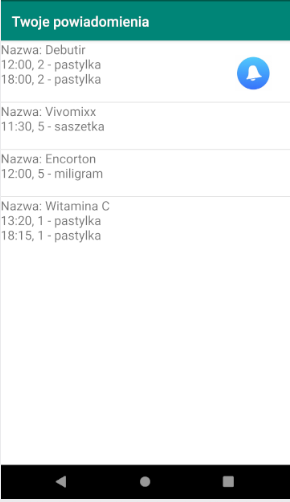 Twoje powiadomienia
Nazwa: Debutir
12:00, 2 - pastylka
18:00, 2 - pastylka
Nazwa: Vivomixx
11:30, 5 - saszetka
Nazwa: Encorton
12:00, 5 - miligram
Nazwa: Witamina C
13:20, 1 - pastylka
18:15, 1 - pastylka